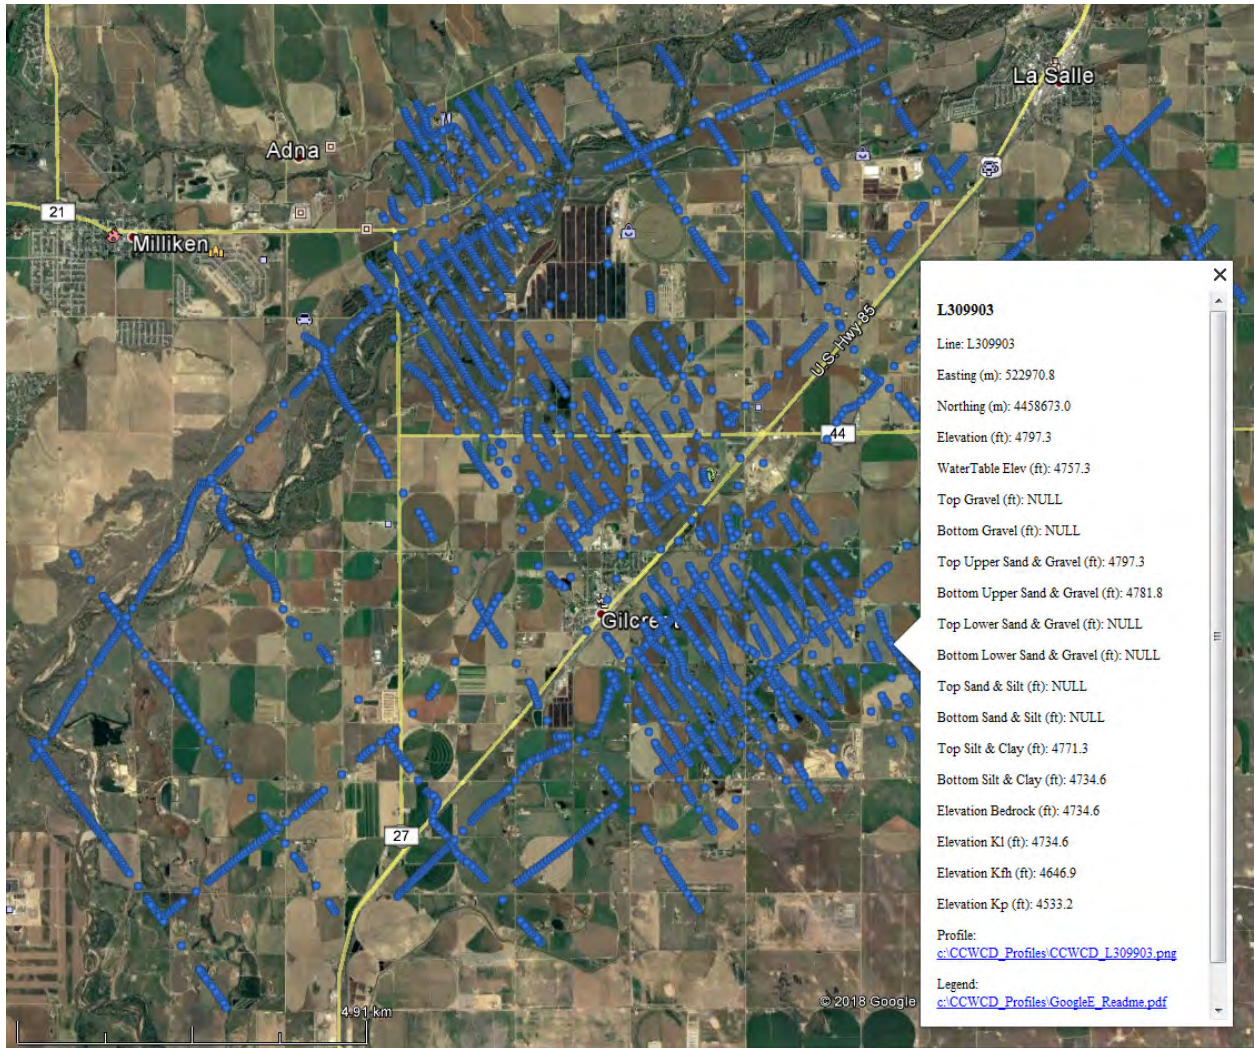 La Salle
Adna
21
Milliken
U.S. Hwy 85
44
27
4.91 km
© 2018 Google
L309903
Line: L309903
Easting (m): 522970.8
Northing (m): 4458673.0
Elevation (ft): 4797.3
WaterTable Elev (ft): 4757.3
Top Gravel (ft): NULL
Bottom Gravel (ft): NULL
Top Upper Sand & Gravel (ft): 4797.3
Bottom Upper Sand & Gravel (ft): 4781.8
Top Lower Sand & Gravel (ft): NULL
Bottom Lower Sand & Gravel (ft): NULL
Top Sand & Silt (ft): NULL
Bottom Sand & Silt (ft): NULL
Top Silt & Clay (ft): 4771.3
Bottom Silt & Clay (ft): 4734.6
Elevation Bedrock (ft): 4734.6
Elevation Kl (ft): 4734.6
Elevation Kfh (ft): 4646.9
Elevation Kp (ft): 4533.2
Profile:
c:\CCWCD_Profiles\CCWCD_L309903.png
Legend:
c:\CCWCD_Profiles\GoogleE_Readme.pdf